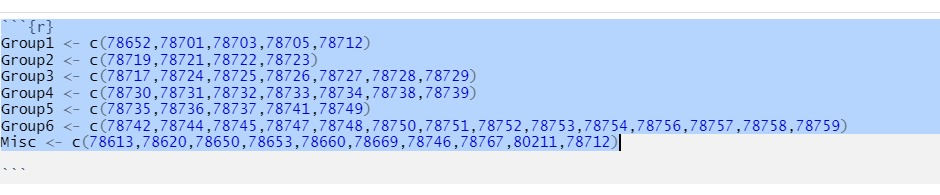 ```{r}
Group1 <- c(78652,78701,78703,78705,78712)
Group2 <- c(78719,78721,78722,78723)
Group3 <- c(78717,78724,78725,78726,78727,78728,78729)
Group4 <- c(78730,78731,78732,78733,78734,78738,78739)
Group5 <- c(78735,78736,78737,78741,78749)
Group6 <- c(78742,78744,78745,78747,78748,78750,78751,78752,78753,78754,78756,78757,78758,78759)
Misc <- c(78613,78620,78650,78653,78660,78669,78746,78767,80211,78712)
```